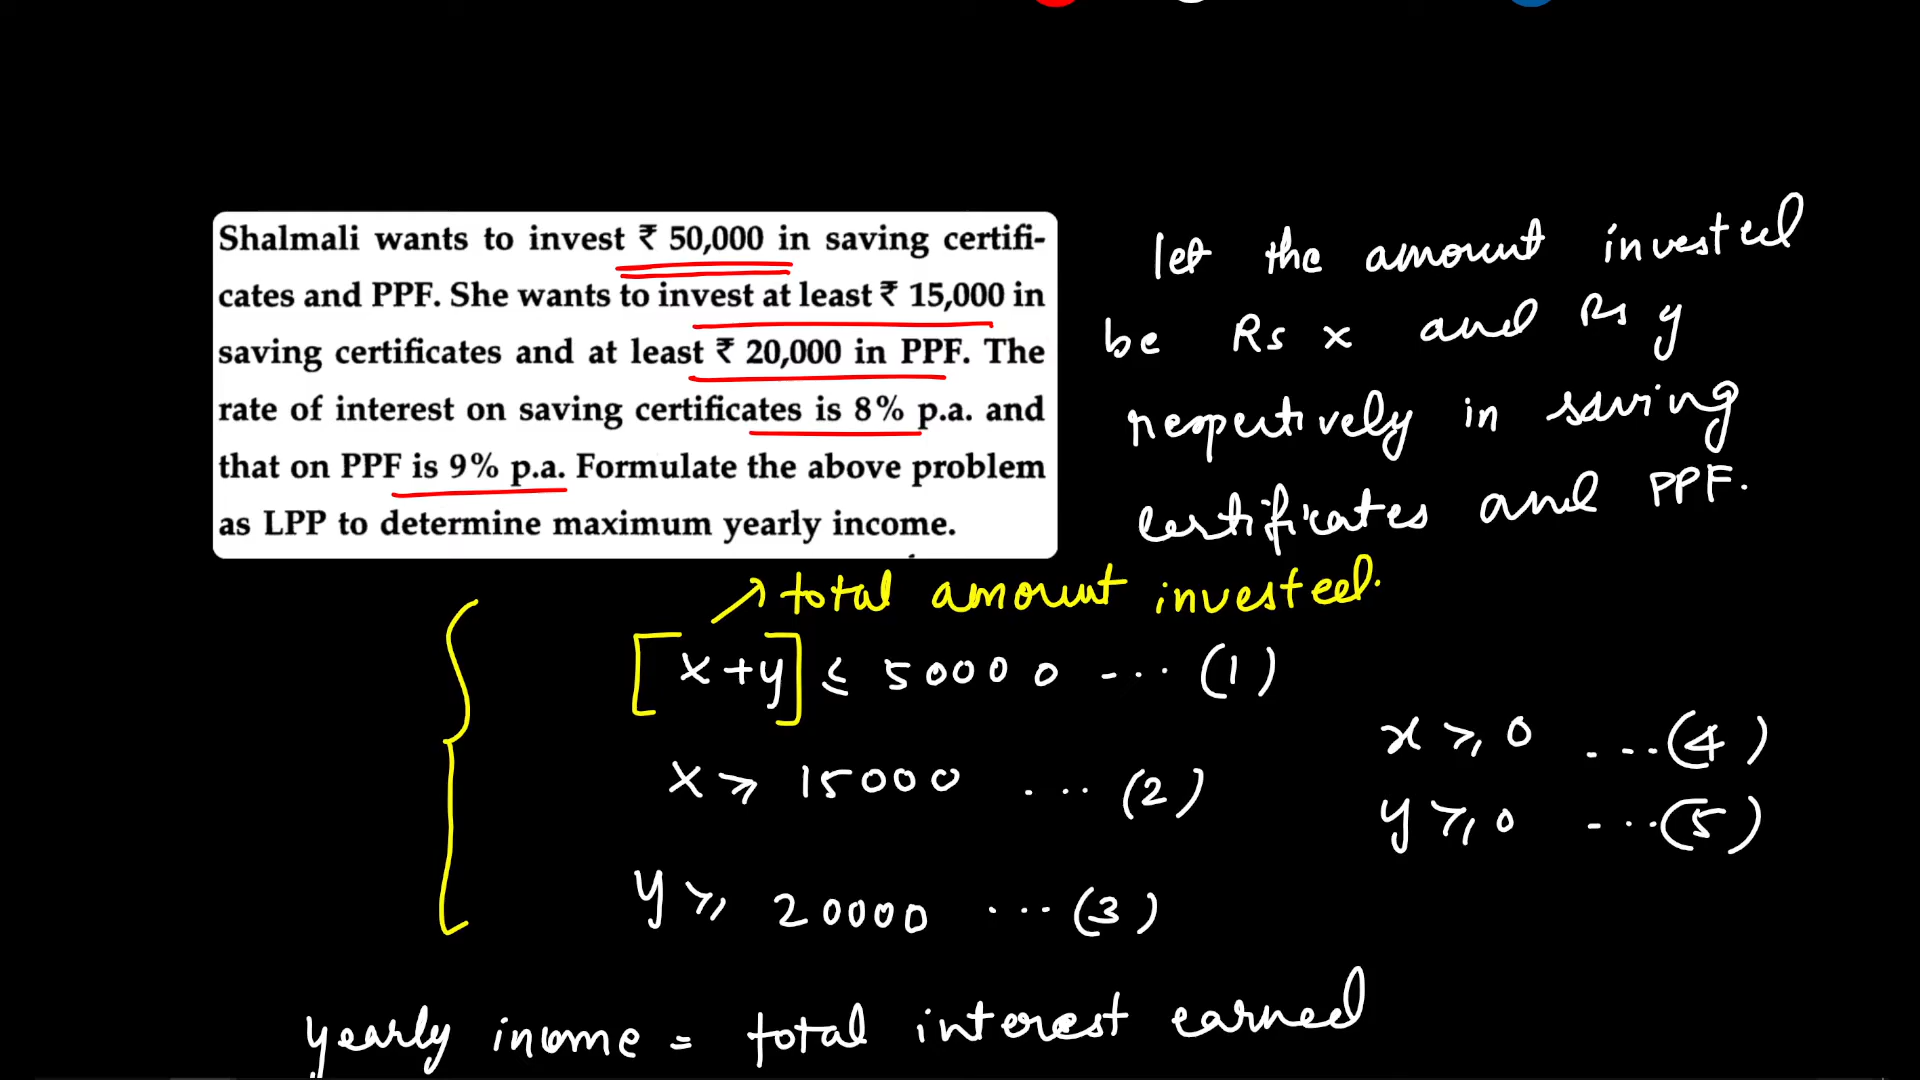 Shalmali wants to invest ₹ 50,000 in saving certifi-
cates and PPF. She wants to invest at least ₹ 15,000 in
saving certificates and at least ₹ 20,000 in PPF. The
rate of interest on saving certificates is 8% p.a. and
that on PPF is 9% p.a. Formulate the above problem
as LPP to determine maximum yearly income.
let the amount invested
be Rs x and Rs y
respectively in saving
certificates and PPF.
total amount invested.
[x+y] ≤ 50000 --- (1)
x ≥ 15000 ... (2)
y ≥ 20000 ... (3)
x ≥ 0 ...(4)
y ≥ 0 ...(5)
yearly income = total interest earned